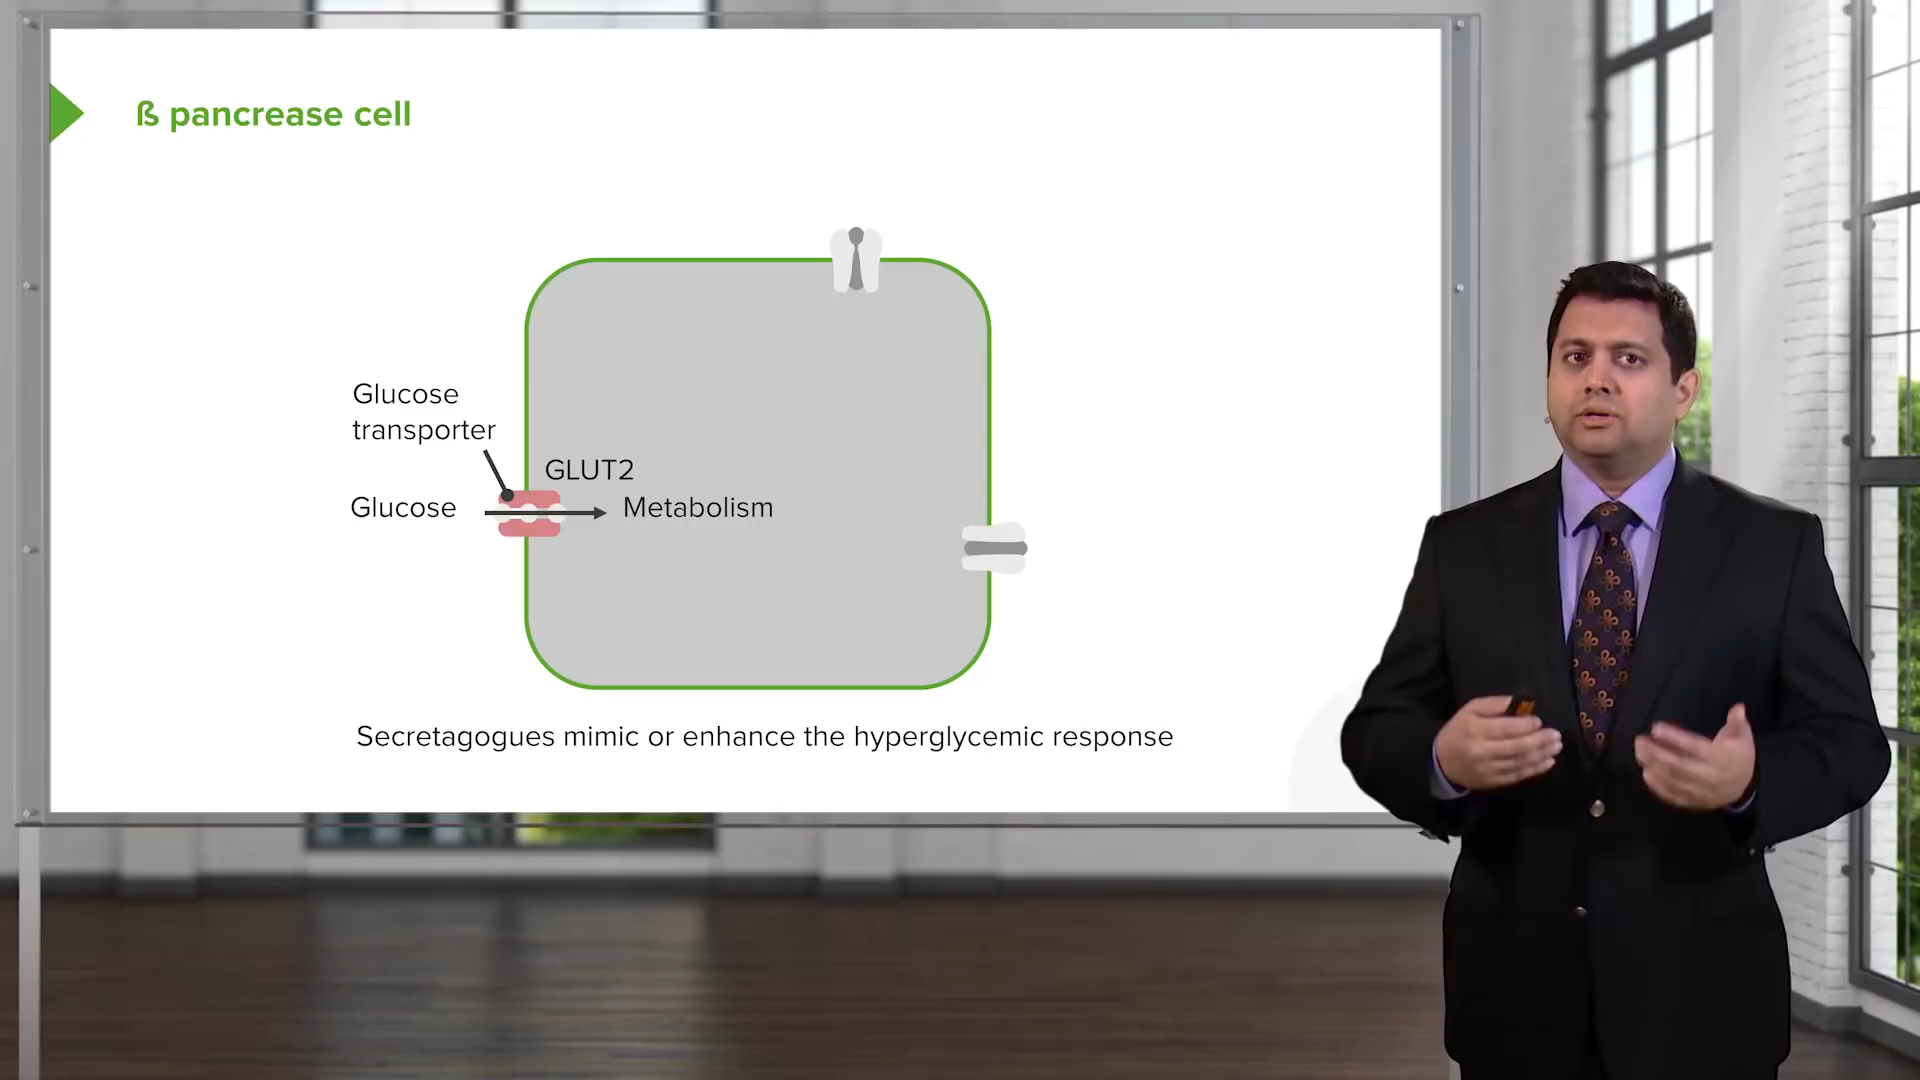 ß pancrease cell
Glucose
transporter
GLUT2
Glucose
Metabolism
Secretagogues mimic or enhance the hyperglycemic response